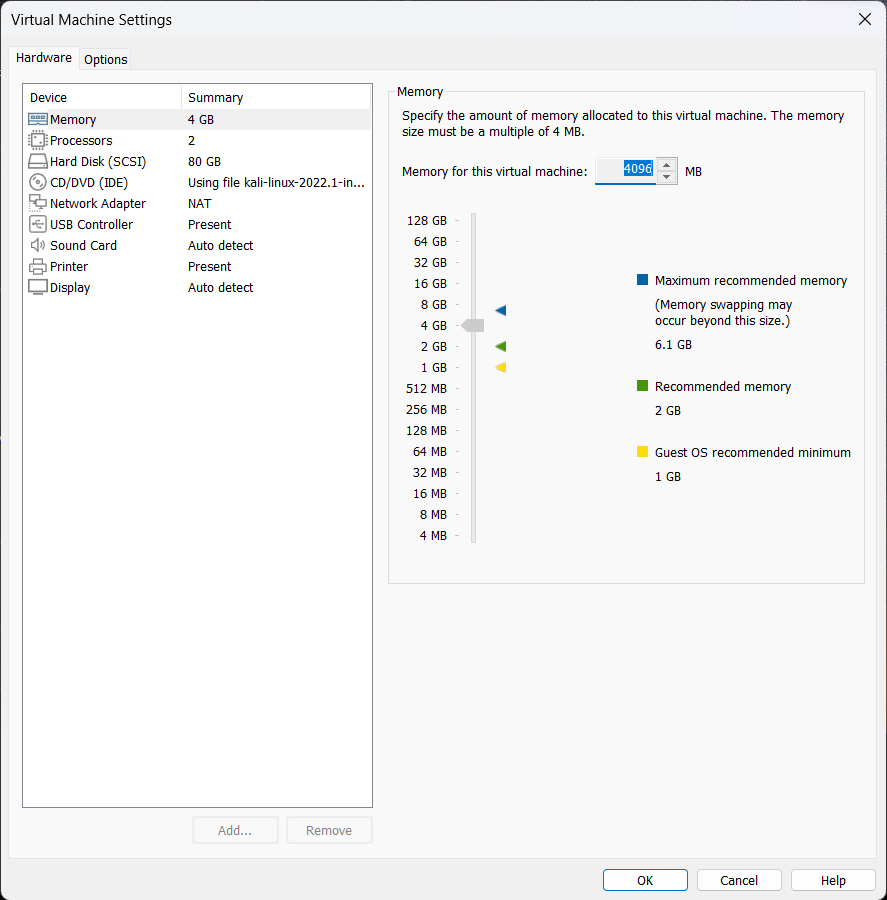 Virtual Machine Settings
Hardware
Options
Device Summary
Memory 4 GB
Processors 2
Hard Disk (SCSI) 80 GB
CD/DVD (IDE) Using file kali-linux-2022.1-in...
Network Adapter NAT
USB Controller Present
Sound Card Auto detect
Printer Present
Display Auto detect
Add...
Remove
Memory
Specify the amount of memory allocated to this virtual machine. The memory
size must be a multiple of 4 MB.
Memory for this virtual machine: 4096 MB
128 GB
64 GB
32 GB
16 GB
8 GB
4 GB
2 GB
1 GB
512 MB
256 MB
128 MB
64 MB
32 MB
16 MB
8 MB
4 MB
Maximum recommended memory
(Memory swapping may
occur beyond this size.)
6.1 GB
Recommended memory
2 GB
Guest OS recommended minimum
1 GB
OK
Cancel
Help